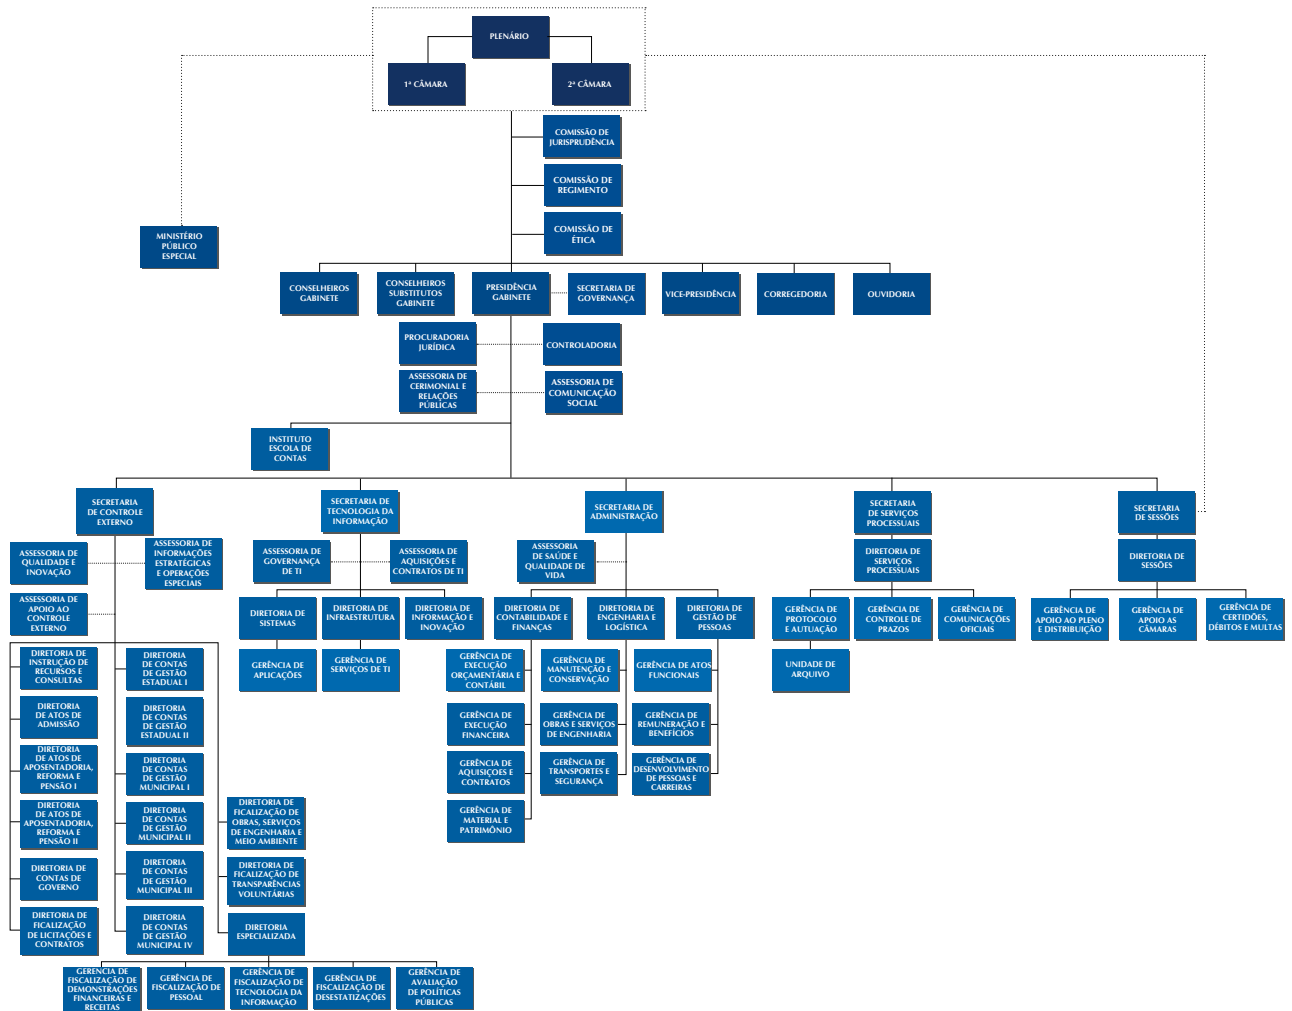 PLENÁRIO
1ª CÂMARA
2ª CÂMARA
COMISSÃO DE
JURISPRUDÊNCIA
COMISSÃO DE
REGIMENTO
COMISSÃO DE
ÉTICA
MINISTÉRIO
PÚBLICO
ESPECIAL
CONSELHEIROS
GABINETE
CONSELHEIROS
SUBSTITUTOS
GABINETE
PRESIDÊNCIA
GABINETE
SECRETARIA DE
GOVERNANÇA
VICE-PRESIDÊNCIA
CORREGEDORIA
OUVIDORIA
PROCURADORIA
JURÍDICA
CONTROLADORIA
ASSESSORIA DE
CERIMONIAL E
RELAÇÕES
PÚBLICAS
ASSESSORIA DE
COMUNICAÇÃO
SOCIAL
INSTITUTO
ESCOLA DE
CONTAS
SECRETARIA
DE CONTROLE
EXTERNO
SECRETARIA DE
TECNOLOGIA DA
INFORMAÇÃO
SECRETARIA DE
ADMINISTRAÇÃO
SECRETARIA
DE SERVIÇOS
PROCESSUAIS
SECRETARIA
DE SESSÕES
ASSESSORIA DE
QUALIDADE E
INOVAÇÃO
ASSESSORIA DE
INFORMAÇÕES
ESTRATÉGICAS
E OPERAÇÕES
ESPECIAIS
ASSESSORIA DE
GOVERNANÇA
DE TI
ASSESSORIA DE
AQUISIÇÕES E
CONTRATOS DE TI
ASSESSORIA
DE SAÚDE E
QUALIDADE DE
VIDA
DIRETORIA DE
SERVIÇOS
PROCESSUAIS
DIRETORIA DE
SESSÕES
ASSESSORIA DE
APOIO AO
CONTROLE
EXTERNO
DIRETORIA DE
SISTEMAS
DIRETORIA DE
INFRAESTRUTURA
DIRETORIA DE
INFORMAÇÃO E
INOVAÇÃO
DIRETORIA DE
CONTABILIDADE E
FINANÇAS
DIRETORIA DE
ENGENHARIA E
LOGÍSTICA
DIRETORIA DE
GESTÃO DE
PESSOAS
GERÊNCIA DE
PROTOCOLO
E AUTUAÇÃO
GERÊNCIA DE
CONTROLE DE
PRAZOS
GERÊNCIA DE
COMUNICAÇÕES
OFICIAIS
GERÊNCIA DE
APOIO AO PLENO
E DISTRIBUIÇÃO
GERÊNCIA DE
APOIO AS
CÂMARAS
GERÊNCIA DE
CERTIDÕES,
DÉBITOS E MULTAS
DIRETORIA DE
INSTRUÇÃO DE
RECURSOS E
CONSULTAS
DIRETORIA
DE CONTAS
DE GESTÃO
ESTADUAL I
GERÊNCIA DE
APLICAÇÕES
GERÊNCIA DE
SERVIÇOS DE TI
GERÊNCIA DE
EXECUÇÃO
ORÇAMENTÁRIA E
CONTÁBIL
GERÊNCIA DE
MANUTENÇÃO E
CONSERVAÇÃO
GERÊNCIA DE ATOS
FUNCIONAIS
UNIDADE DE
ARQUIVO
DIRETORIA
DE ATOS DE
ADMISSÃO
DIRETORIA
DE CONTAS
DE GESTÃO
ESTADUAL II
GERÊNCIA DE
EXECUÇÃO
FINANCEIRA
GERÊNCIA DE
OBRAS E SERVIÇOS
DE ENGENHARIA
GERÊNCIA DE
REMUNERAÇÃO E
BENEFÍCIOS
DIRETORIA
DE ATOS DE
APOSENTADORIA,
REFORMA E
PENSÃO I
DIRETORIA
DE CONTAS
DE GESTÃO
MUNICIPAL I
GERÊNCIA DE
AQUISIÇOES E
CONTRATOS
GERÊNCIA DE
TRANSPORTES E
SEGURANÇA
GERÊNCIA DE
DESENVOLVIMENTO
DE PESSOAS E
CARREIRAS
DIRETORIA
DE ATOS DE
APOSENTADORIA,
REFORMA E
PENSÃO II
DIRETORIA
DE CONTAS
DE GESTÃO
MUNICIPAL II
DIRETORIA DE
FICALIZAÇÃO DE
OBRAS, SERVIÇOS
DE ENGENHARIA E
MEIO AMBIENTE
GERÊNCIA DE
MATERIAL E
PATRIMÔNIO
DIRETORIA DE
CONTAS DE
GOVERNO
DIRETORIA
DE CONTAS
DE GESTÃO
MUNICIPAL III
DIRETORIA DE
FICALIZAÇÃO DE
TRANSPARÊNCIAS
VOLUNTÁRIAS
DIRETORIA DE
FICALIZAÇÃO
DE LICITAÇÕES E
CONTRATOS
DIRETORIA
DE CONTAS
DE GESTÃO
MUNICIPAL IV
DIRETORIA
ESPECIALIZADA
GERENCIA DE
FISCALIZAÇÃO DE
DEMONSTRAÇÕES
FINANCEIRAS E
RECEITAS
GERÊNCIA DE
FISCALIZAÇÃO DE
PESSOAL
GERÊNCIA DE
FISCALIZAÇÃO DE
TECNOLOGIA DA
INFORMAÇÃO
GERÊNCIA DE
FISCALIZAÇÃO DE
DESESTATIZAÇÕES
GERÊNCIA DE
AVALIAÇÃO
DE POLÍTICAS
PÚBLICAS